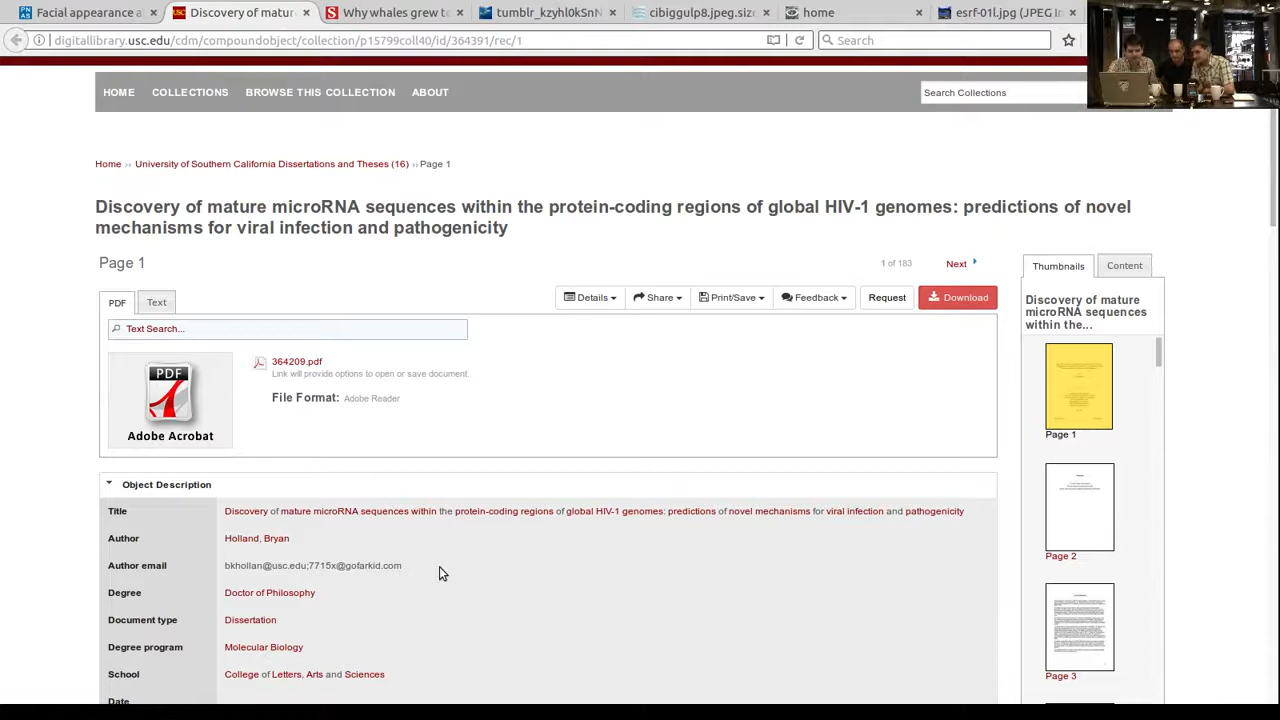 PNAS Facial appearance a
USC Discovery of mature...
S Why whales grew t
tumblr_kzyhl0kSnN
cibiggulp8.jpeg.size
home
esrf-01l.jpg (JPEG I
digitallibrary.usc.edu/cdm/compoundobject/collection/p15799coll40/id/364391/rec/1
Search
HOME COLLECTIONS BROWSE THIS COLLECTION ABOUT
Search Collections
Home ›› University of Southern California Dissertations and Theses (16) ›› Page 1
Discovery of mature microRNA sequences within the protein-coding regions of global HIV-1 genomes: predictions of novel
mechanisms for viral infection and pathogenicity
Page 1
1 of 183
Next
PDF Text
Details Share Print/Save Feedback Request Download
Text Search...
PDF
Adobe Acrobat
364209.pdf
Link will provide options to open or save document.
File Format: Adobe Reader
Object Description
Title Discovery of mature microRNA sequences within the protein-coding regions of global HIV-1 genomes: predictions of novel mechanisms for viral infection and pathogenicity
Author Holland, Bryan
Author email bkhollan@usc.edu;7715x@gofarkid.com
Degree Doctor of Philosophy
Document type Dissertation
Degree program Molecular Biology
School College of Letters, Arts and Sciences
Date
Thumbnails Content
Discovery of mature
microRNA sequences
within the...
Page 1
Page 2
Page 3